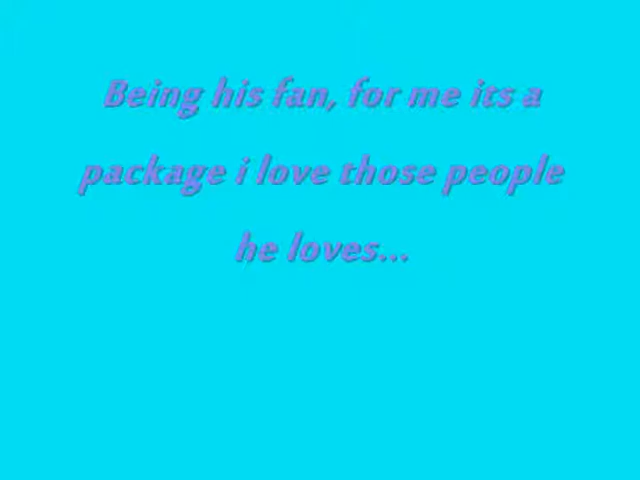 Being his fan, for me its a
package i love those people
he loves...